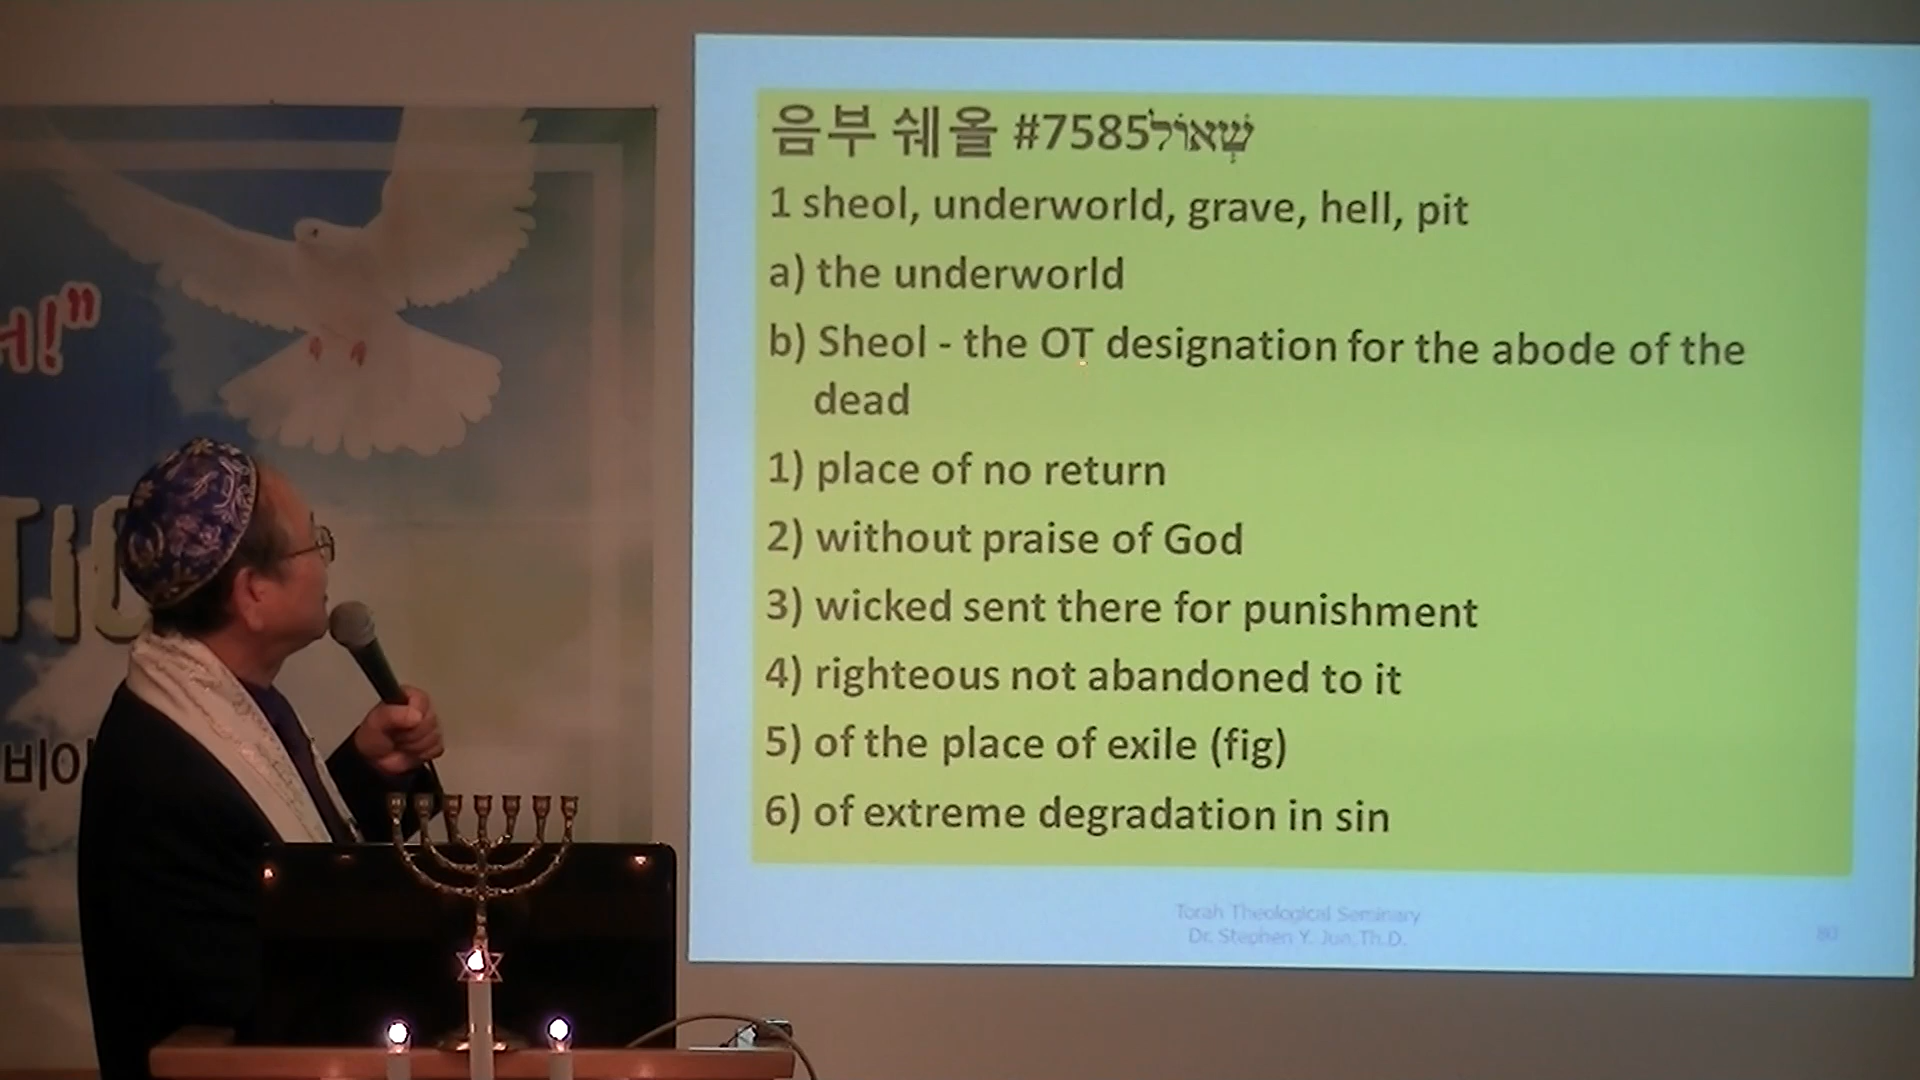 음부 쉐올 #7585שְׁאוֹל
1 sheol, underworld, grave, hell, pit
a) the underworld
b) Sheol - the OT designation for the abode of the
dead
1) place of no return
2) without praise of God
3) wicked sent there for punishment
4) righteous not abandoned to it
5) of the place of exile (fig)
6) of extreme degradation in sin
Torah Theological Seminary
Dr. Stephen Y. Jun,Th.D.
80
!”
비